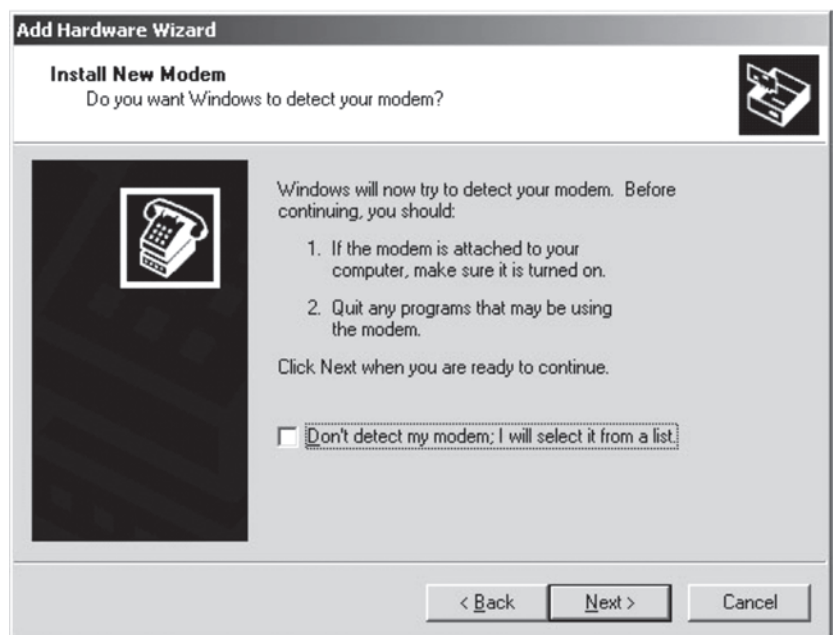 Add Hardware Wizard
Install New Modem
Do you want Windows to detect your modem?
Windows will now try to detect your modem. Before
continuing, you should:
1. If the modem is attached to your
computer, make sure it is turned on.
2. Quit any programs that may be using
the modem.
Click Next when you are ready to continue.
Don't detect my modem; I will select it from a list.
< Back
Next >
Cancel